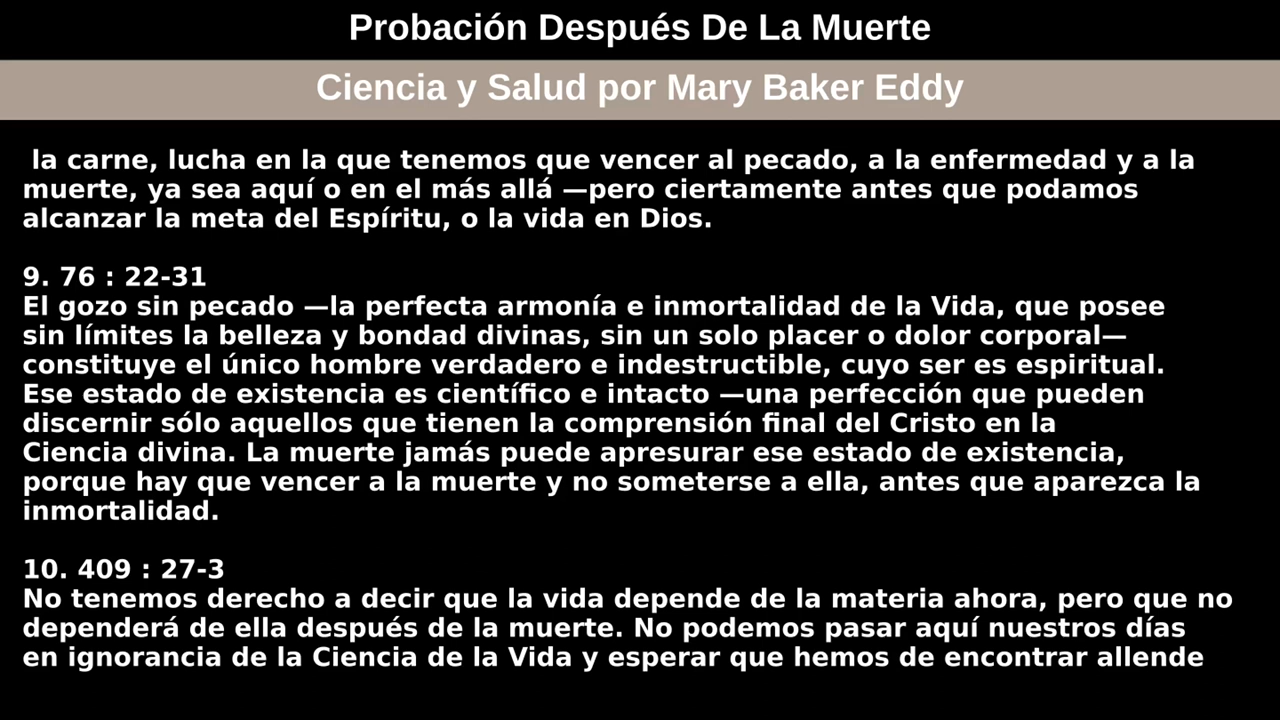 Probación Después De La Muerte
Ciencia y Salud por Mary Baker Eddy
la carne, lucha en la que tenemos que vencer al pecado, a la enfermedad y a la
muerte, ya sea aquí o en el más allá —pero ciertamente antes que podamos
alcanzar la meta del Espíritu, o la vida en Dios.
9. 76 : 22-31
El gozo sin pecado —la perfecta armonía e inmortalidad de la Vida, que posee
sin límites la belleza y bondad divinas, sin un solo placer o dolor corporal—
constituye el único hombre verdadero e indestructible, cuyo ser es espiritual.
Ese estado de existencia es científico e intacto —una perfección que pueden
discernir sólo aquellos que tienen la comprensión final del Cristo en la
Ciencia divina. La muerte jamás puede apresurar ese estado de existencia,
porque hay que vencer a la muerte y no someterse a ella, antes que aparezca la
inmortalidad.
10. 409 : 27-3
No tenemos derecho a decir que la vida depende de la materia ahora, pero que no
dependerá de ella después de la muerte. No podemos pasar aquí nuestros días
en ignorancia de la Ciencia de la Vida y esperar que hemos de encontrar allende